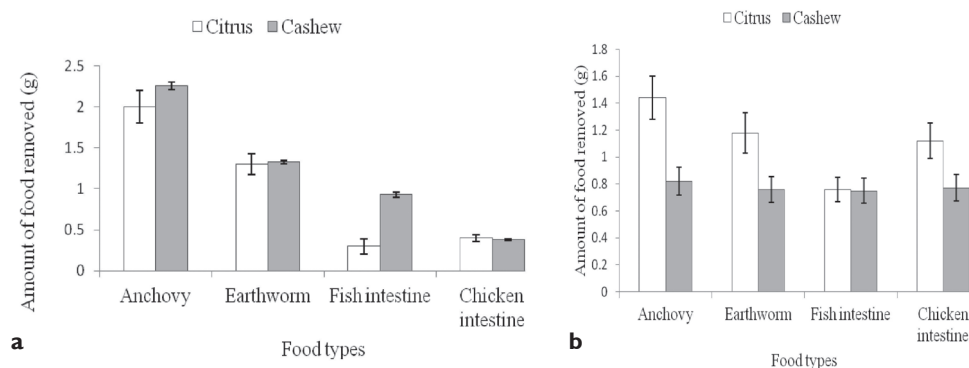 Citrus Cashew
Amount of food removed (g)
2.5
2
1.5
1
0.5
0
Anchovy Earthworm Fish intestine Chicken
intestine
Food types
a
Citrus Cashew
Amount of food removed (g)
1.8
1.6
1.4
1.2
1
0.8
0.6
0.4
0.2
0
Anchovy Earthworm Fish intestine Chicken
intestine
Food types
b